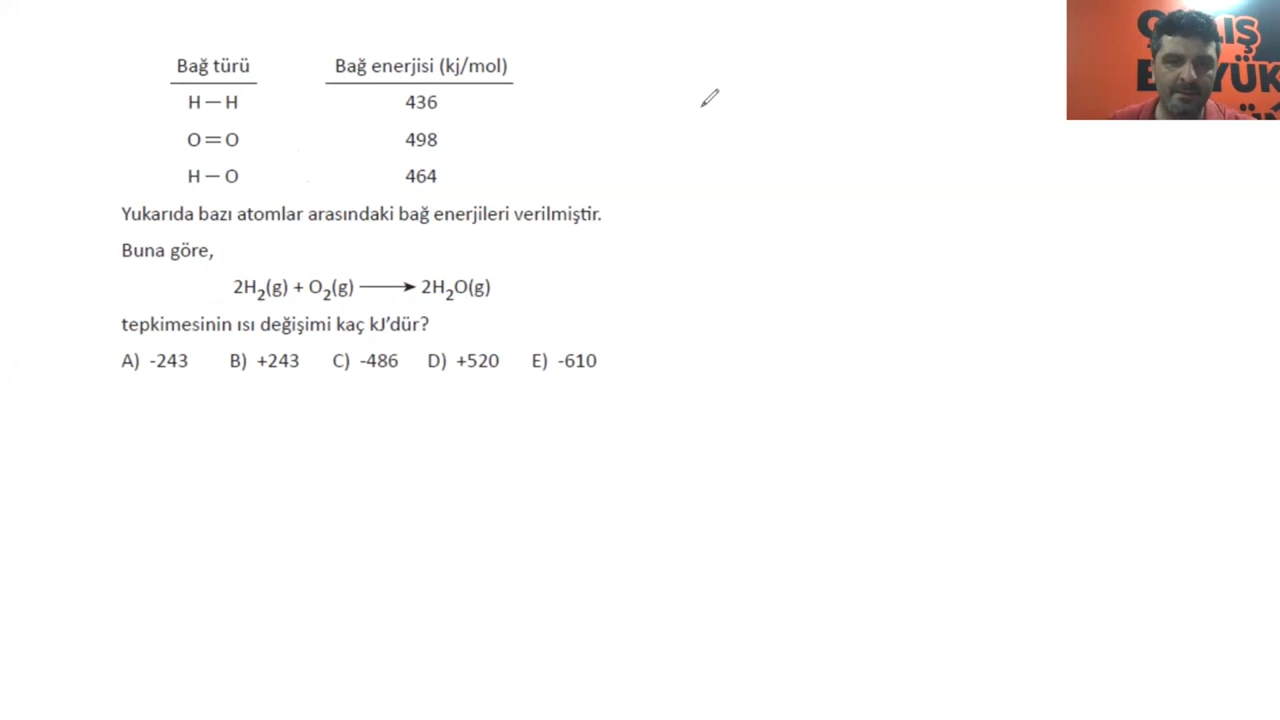 Bağ türü Bağ enerjisi (kj/mol)
H — H 436
O = O 498
H — O 464
Yukarıda bazı atomlar arasındaki bağ enerjileri verilmiştir.
Buna göre,
2H₂(g) + O₂(g) ⟶ 2H₂O(g)
tepkimesinin ısı değişimi kaç kJ’dür?
A) -243 B) +243 C) -486 D) +520 E) -610